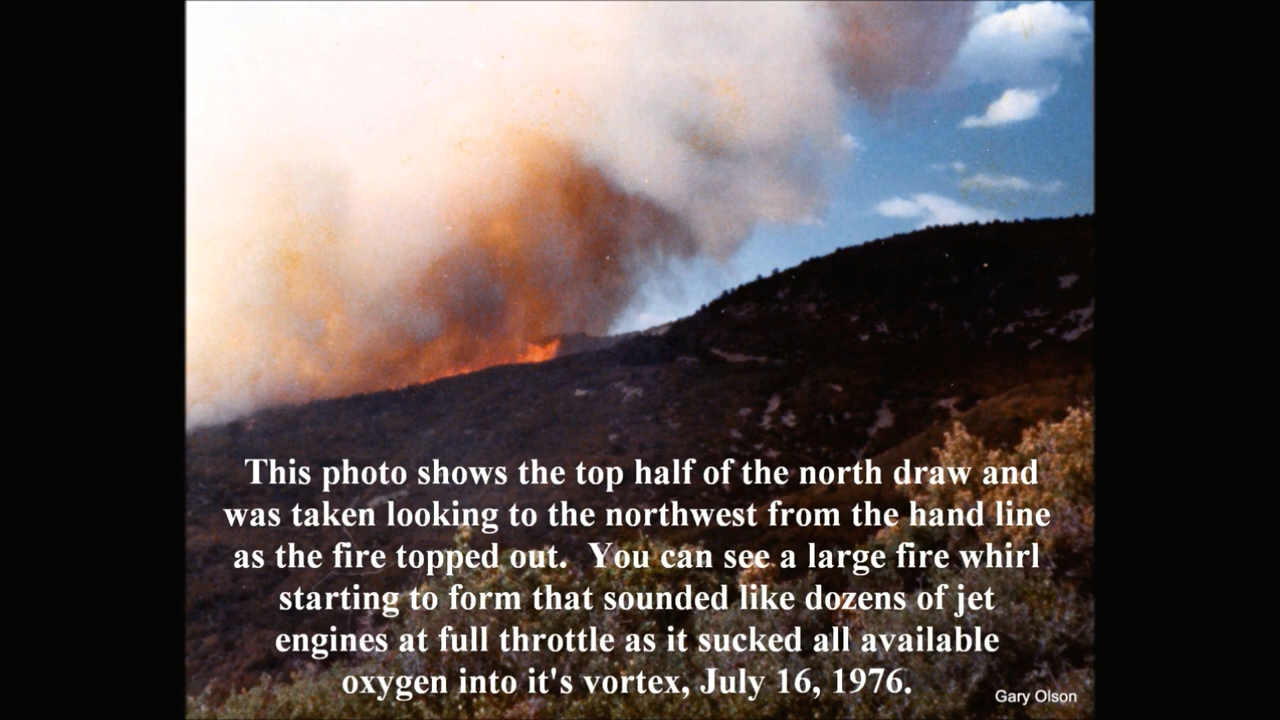 This photo shows the top half of the north draw and
was taken looking to the northwest from the hand line
as the fire topped out.  You can see a large fire whirl
starting to form that sounded like dozens of jet
engines at full throttle as it sucked all available
oxygen into it's vortex, July 16, 1976.
Gary Olson